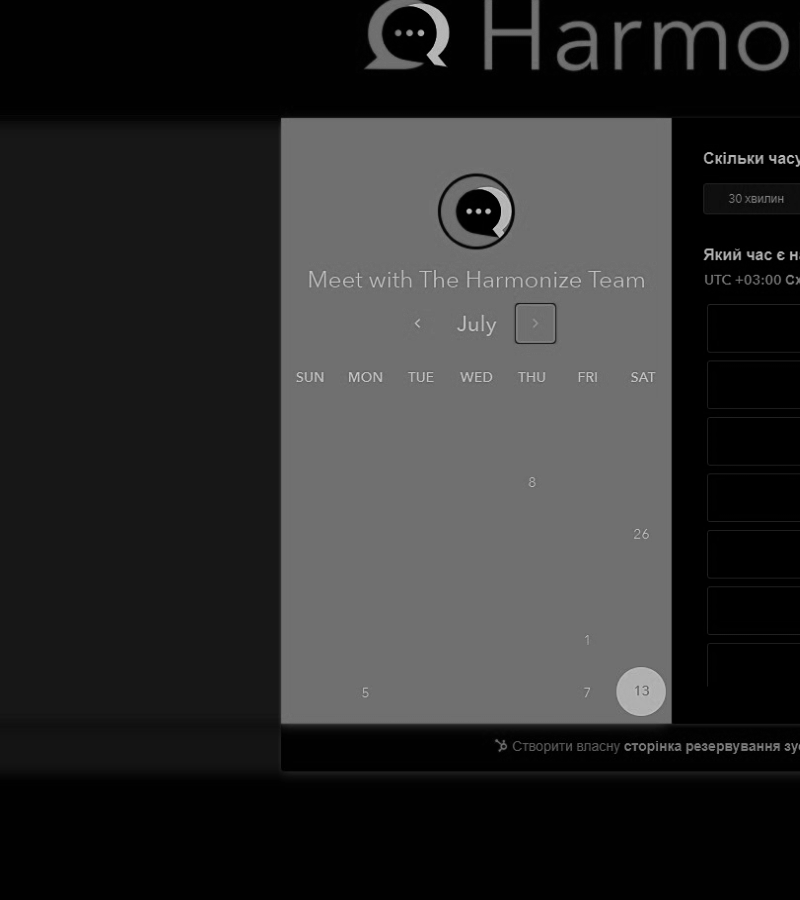 Harmo
Meet with The Harmonize Team
July
SUN MON TUE WED THU FRI SAT
8
26
1
5 7 13
Скільки часу
30 хвилин
Який час є н
UTC +03:00 Сх
Створити власну сторінка резервування зу